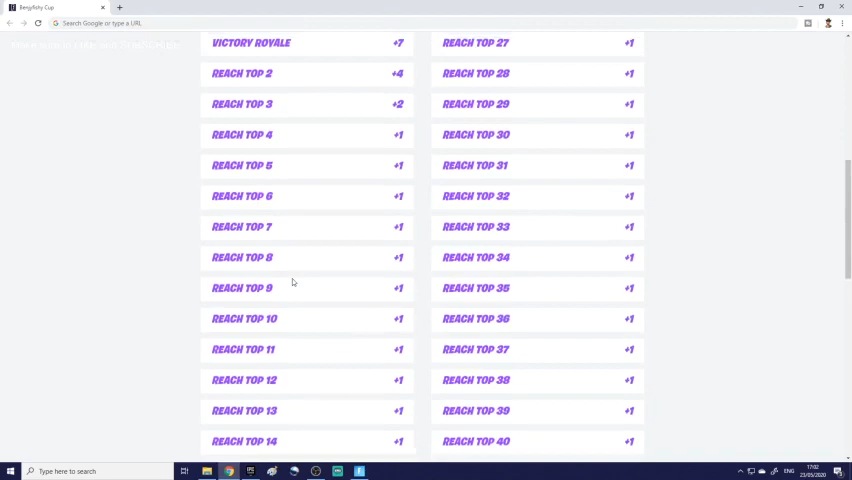 Bergyfishy Cup
Search Google or type a URL
VICTORY ROYALE +7
REACH TOP 2 +4
REACH TOP 3 +2
REACH TOP 4 +1
REACH TOP 5 +1
REACH TOP 6 +1
REACH TOP 7 +1
REACH TOP 8 +1
REACH TOP 9 +1
REACH TOP 10 +1
REACH TOP 11 +1
REACH TOP 12 +1
REACH TOP 13 +1
REACH TOP 14 +1
REACH TOP 27 +1
REACH TOP 28 +1
REACH TOP 29 +1
REACH TOP 30 +1
REACH TOP 31 +1
REACH TOP 32 +1
REACH TOP 33 +1
REACH TOP 34 +1
REACH TOP 35 +1
REACH TOP 36 +1
REACH TOP 37 +1
REACH TOP 38 +1
REACH TOP 39 +1
REACH TOP 40 +1
Type here to search
ENG
17:02
23/05/2020